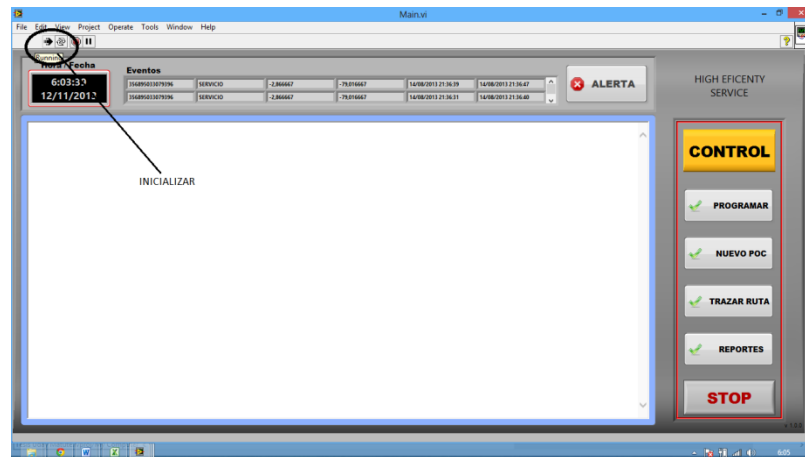 Main.vi
File Edit View Project Operate Tools Window Help
Running
Hora / Fecha
6:03:33
12/11/2013
Eventos
356895033079396 SERVICIO -2,866667 -79,016667 14/08/2013 21:36:39 14/08/2013 21:36:47
356895033079396 SERVICIO -2,866667 -79,016667 14/08/2013 21:36:31 14/08/2013 21:36:40
ALERTA
HIGH EFICENTY
SERVICE
INICIALIZAR
CONTROL
PROGRAMAR
NUEVO POC
TRAZAR RUTA
REPORTES
STOP
6:05